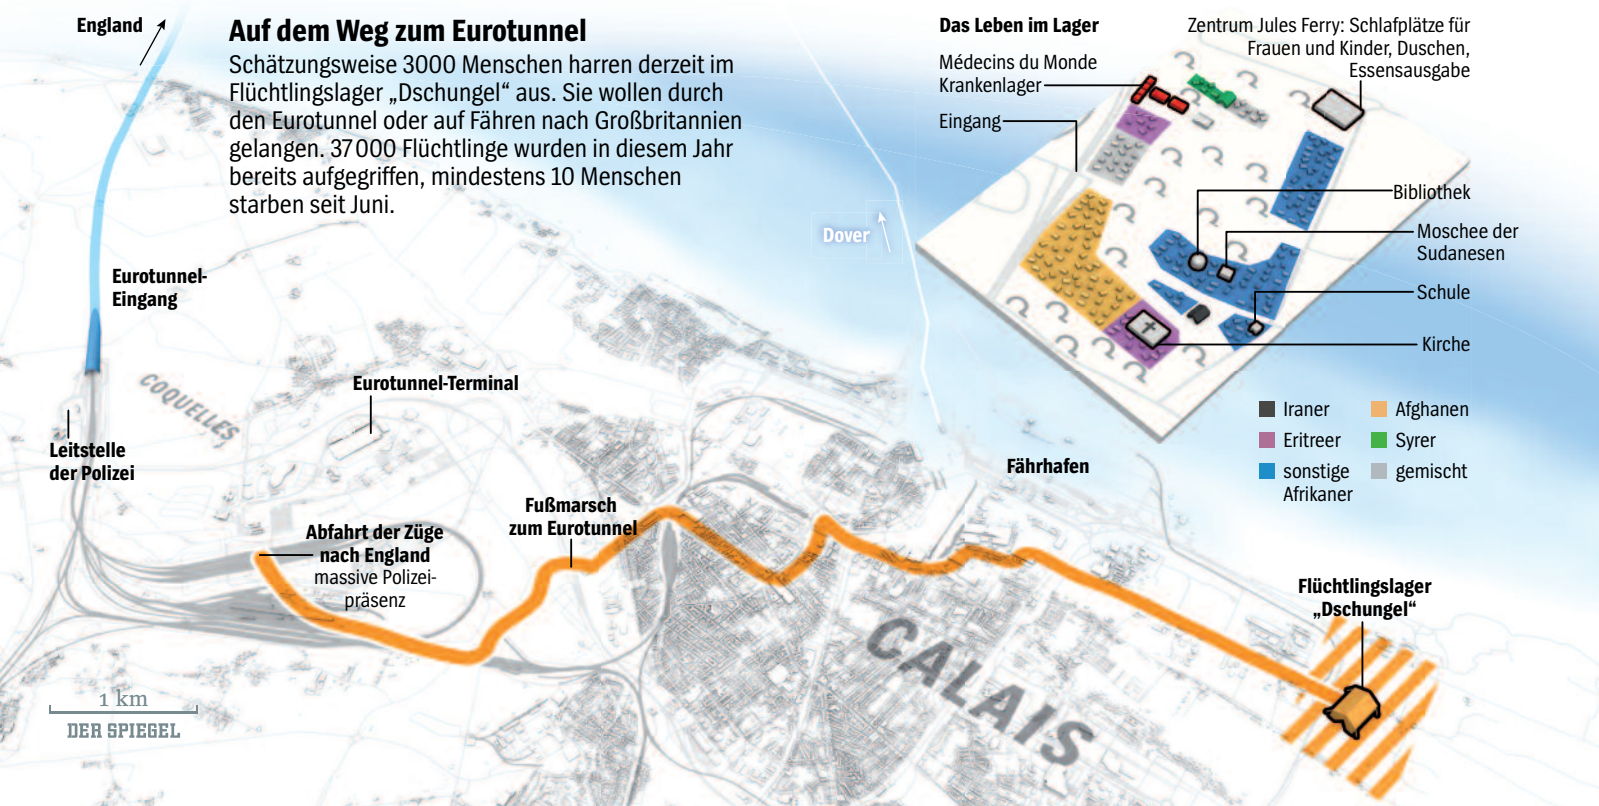 England
Auf dem Weg zum Eurotunnel
Schätzungsweise 3000 Menschen harren derzeit im
Flüchtlingslager „Dschungel“ aus. Sie wollen durch
den Eurotunnel oder auf Fähren nach Großbritannien
gelangen. 37 000 Flüchtlinge wurden in diesem Jahr
bereits aufgegriffen, mindestens 10 Menschen
starben seit Juni.
Das Leben im Lager
Médecins du Monde
Krankenlager
Eingang
Zentrum Jules Ferry: Schlafplätze für
Frauen und Kinder, Duschen,
Essensausgabe
Bibliothek
Moschee der
Sudanesen
Schule
Kirche
Iraner
Afghanen
Eritreer
Syrer
sonstige
Afrikaner
gemischt
Dover
Eurotunnel-
Eingang
COQUELLES
Eurotunnel-Terminal
Leitstelle
der Polizei
Fährhafen
Fußmarsch
zum Eurotunnel
Abfahrt der Züge
nach England
massive Polizei-
präsenz
Flüchtlingslager
„Dschungel“
CALAIS
1 km
DER SPIEGEL